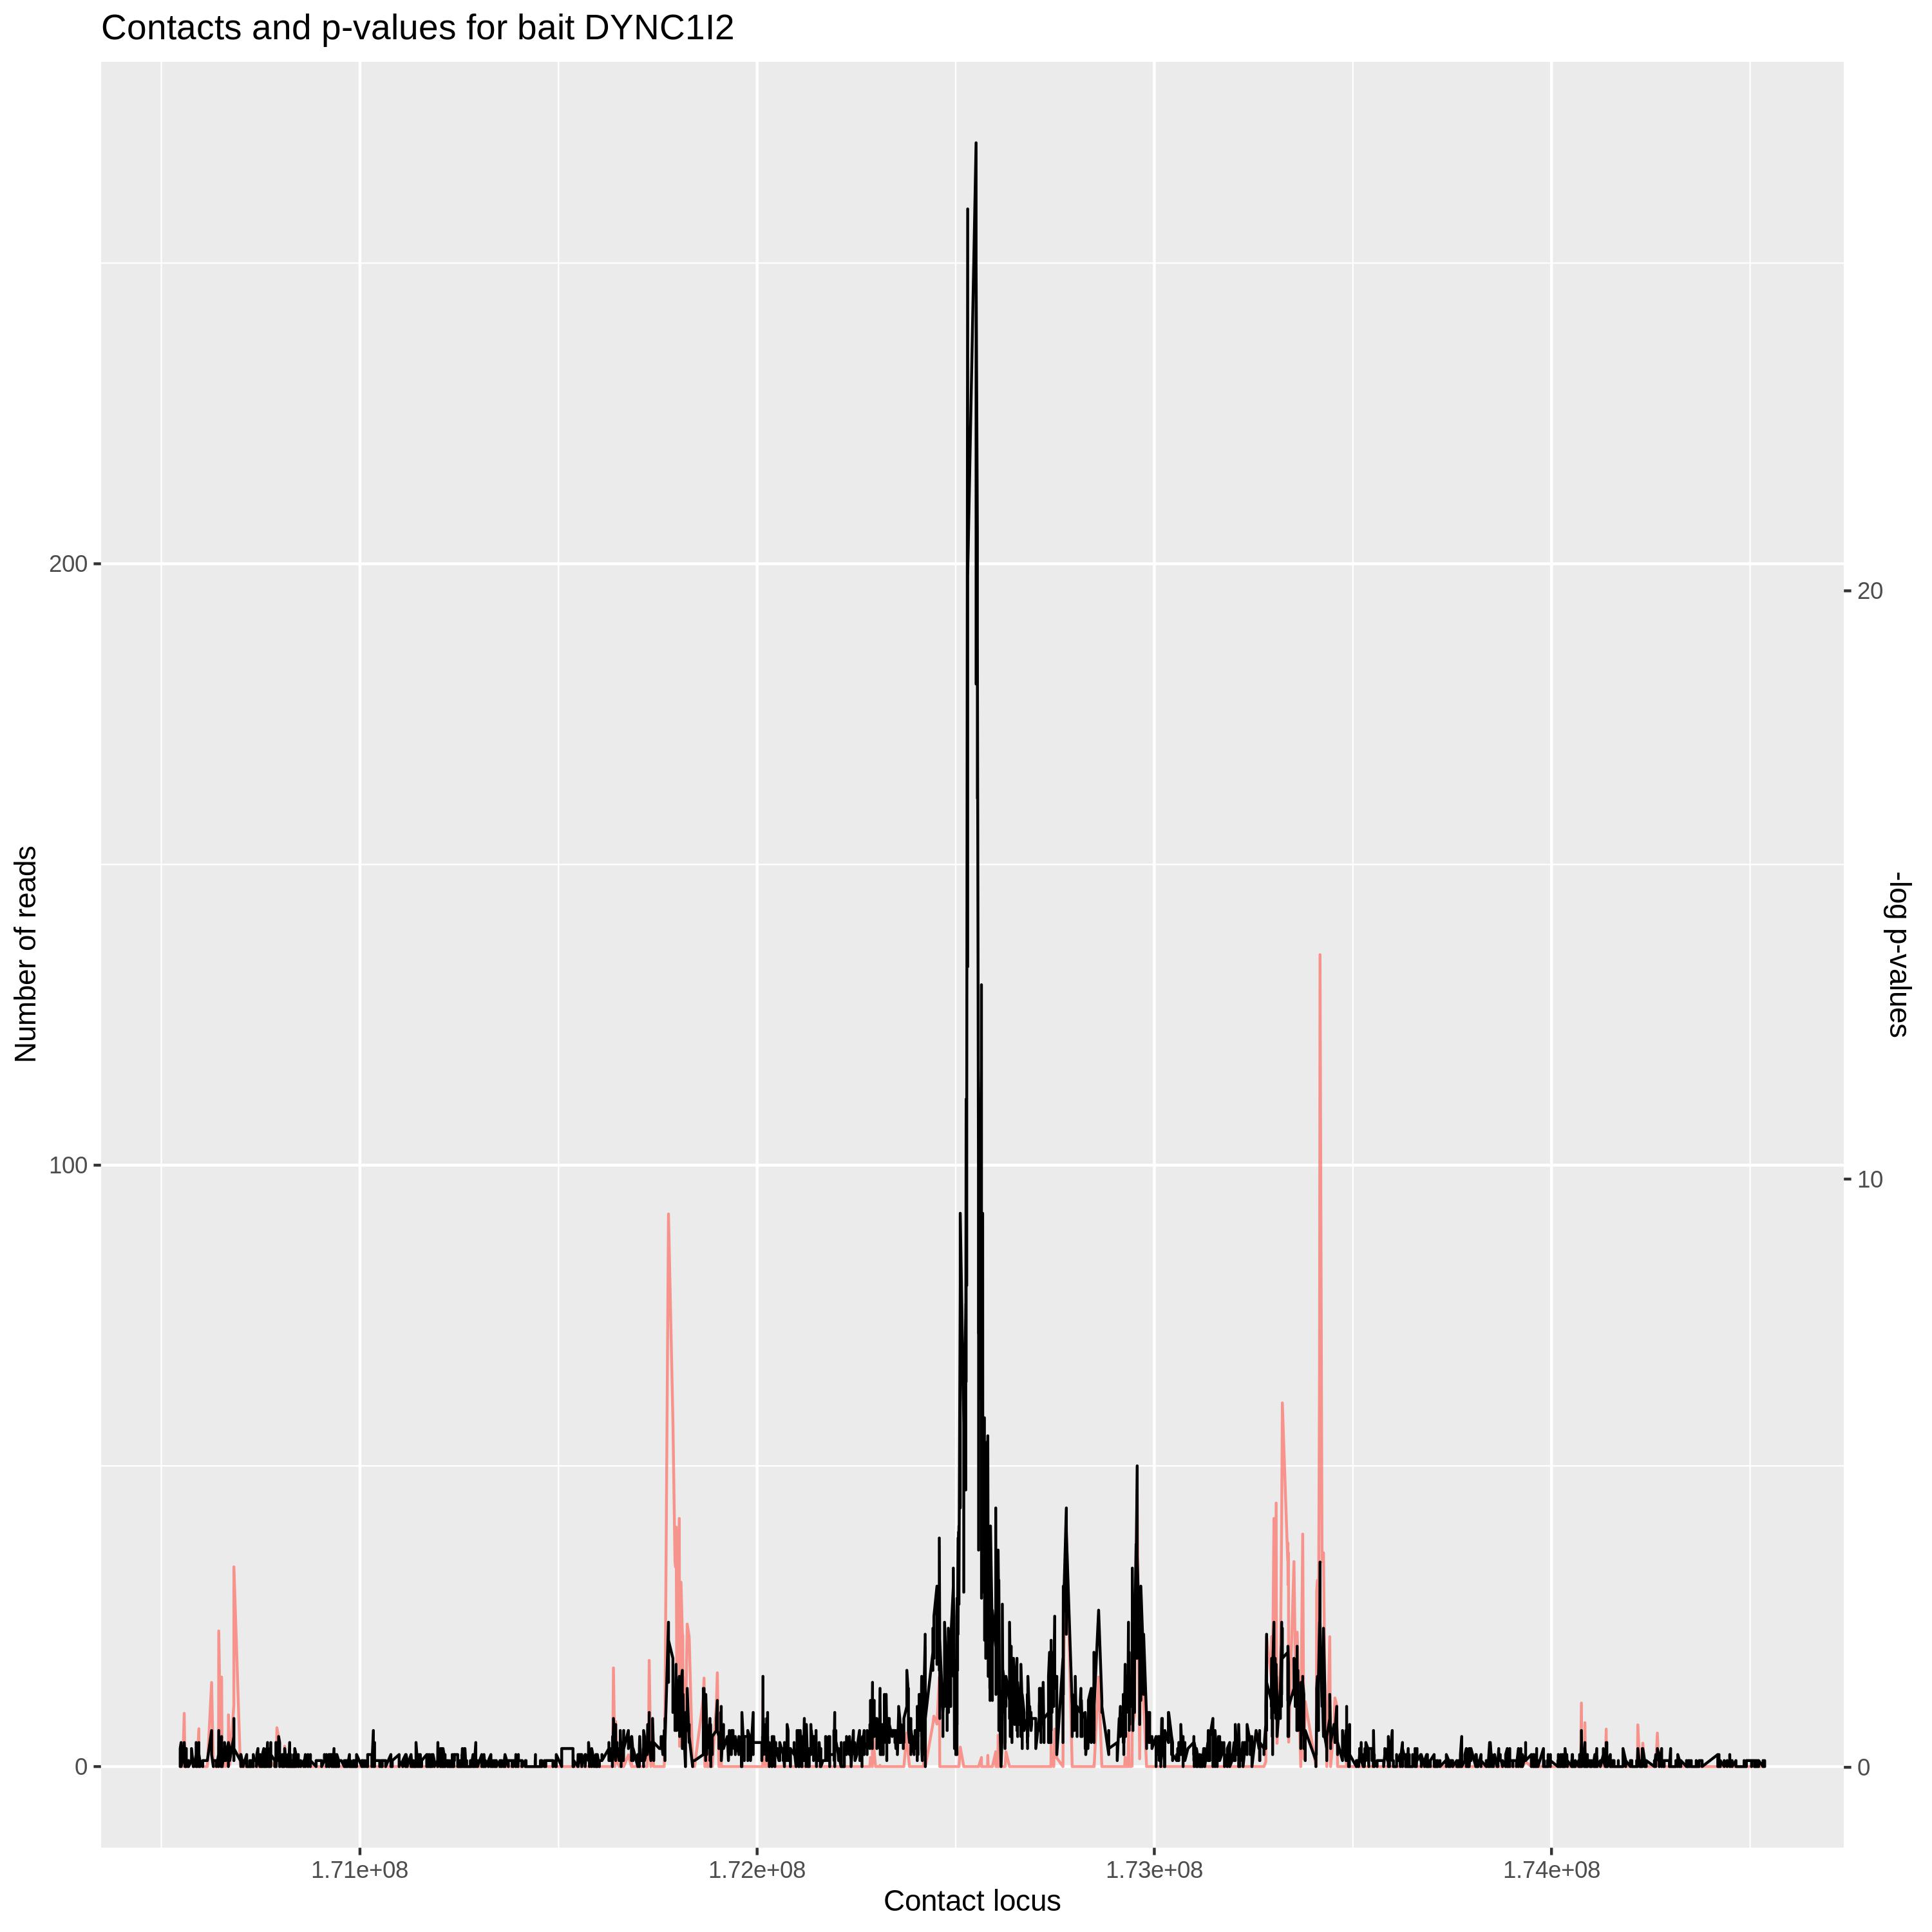 Contacts and p-values for bait DYNC1I2
Number of reads
200
100
0
20
10
0
-log p-values
1.71e+08
1.72e+08
1.73e+08
1.74e+08
Contact locus